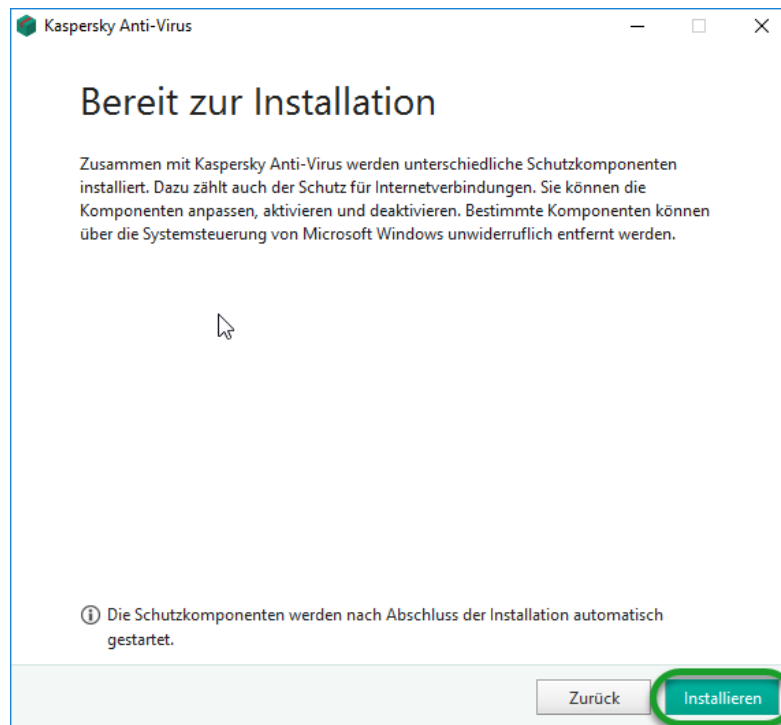 Kaspersky Anti-Virus
Bereit zur Installation
Zusammen mit Kaspersky Anti-Virus werden unterschiedliche Schutzkomponenten
installiert. Dazu zählt auch der Schutz für Internetverbindungen. Sie können die
Komponenten anpassen, aktivieren und deaktivieren. Bestimmte Komponenten können
über die Systemsteuerung von Microsoft Windows unwiderruflich entfernt werden.
Die Schutzkomponenten werden nach Abschluss der Installation automatisch
gestartet.
Zurück
Installieren